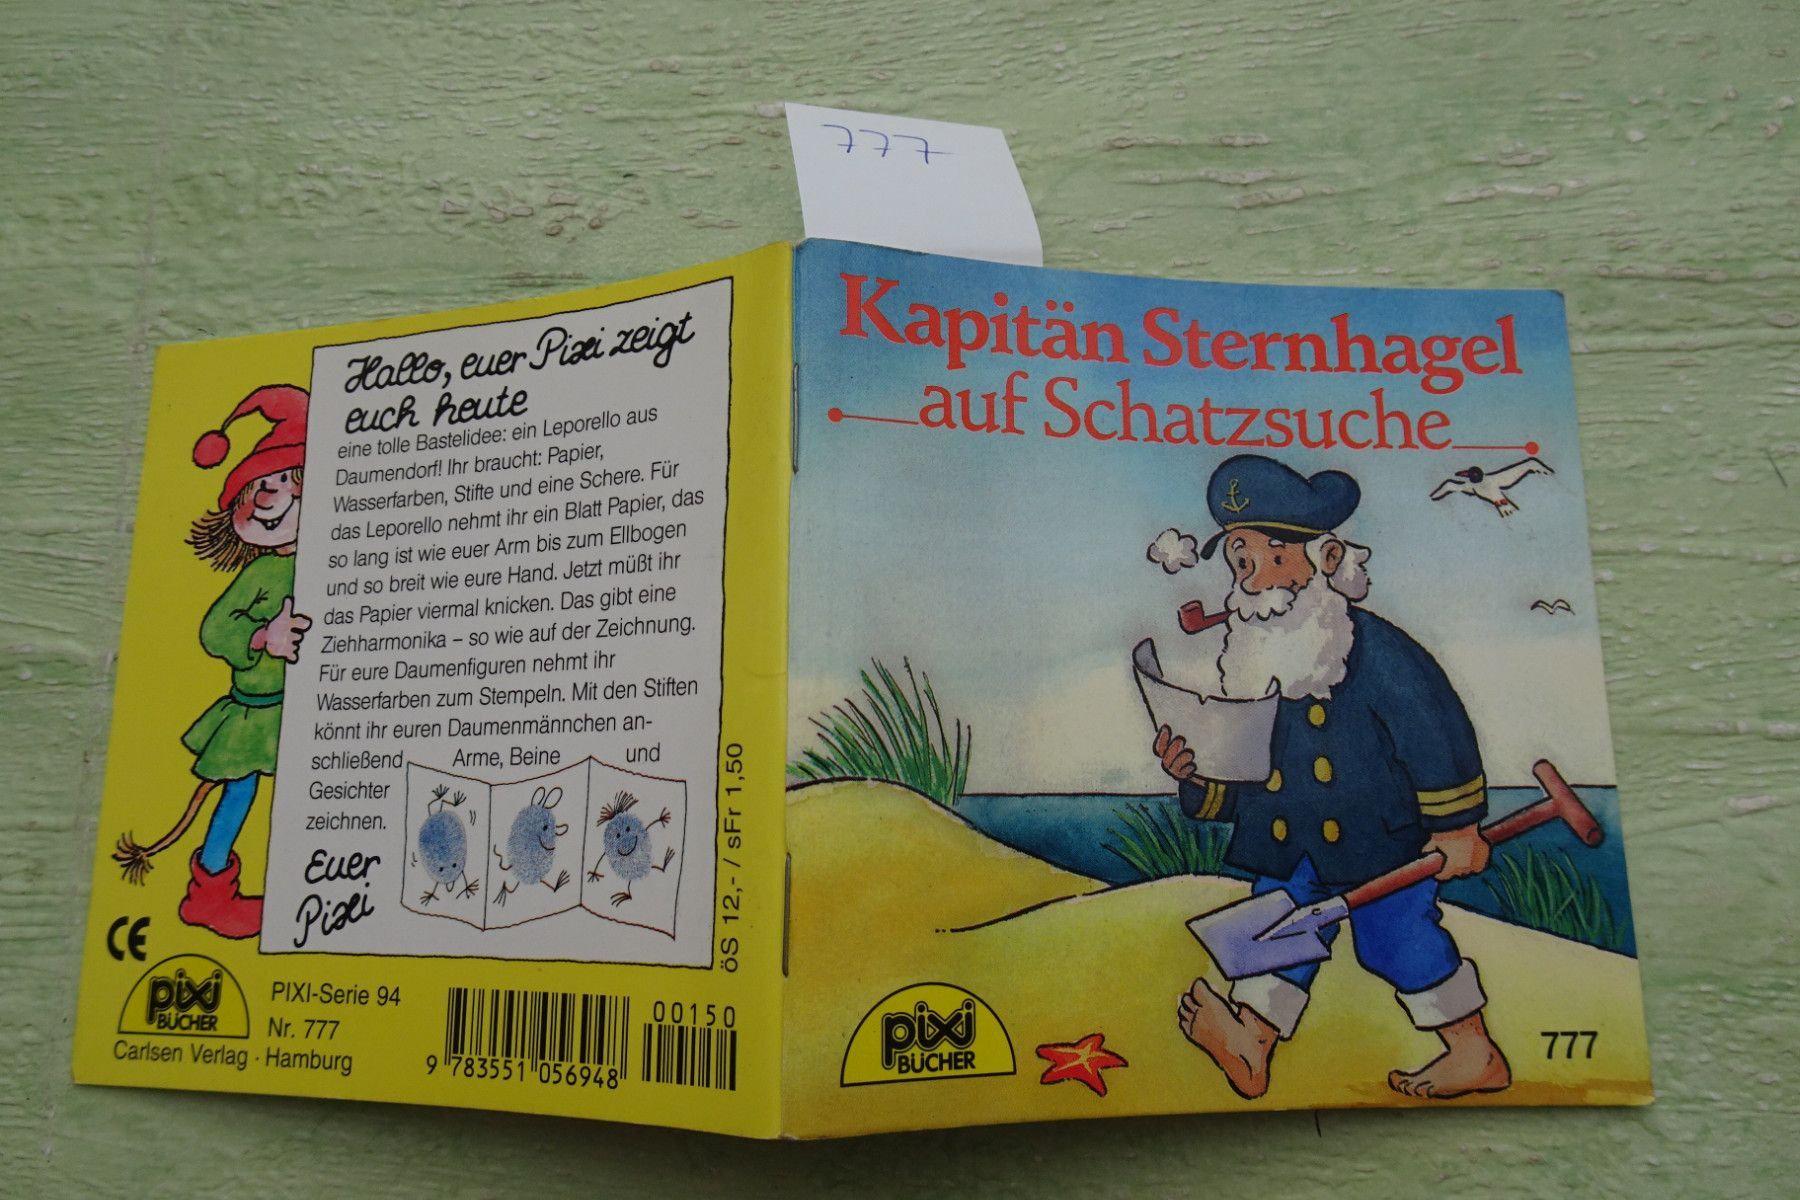 777
Hallo, euer Pixi zeigt
euch heute
eine tolle Bastelidee: ein Leporello aus
Daumendorf! Ihr braucht: Papier,
Wasserfarben, Stifte und eine Schere. Für
das Leporello nehmt ihr ein Blatt Papier, das
so lang ist wie euer Arm bis zum Ellbogen
und so breit wie eure Hand. Jetzt müßt ihr
das Papier viermal knicken. Das gibt eine
Ziehharmonika – so wie auf der Zeichnung.
Für eure Daumenfiguren nehmt ihr
Wasserfarben zum Stempeln. Mit den Stiften
könnt ihr euren Daumenmännchen an-
schließend Arme, Beine und
Gesichter
zeichnen.
Euer
Pixi
öS 12,- / sFr 1,50
CE
pixi
BÜCHER
PIXI-Serie 94
Nr. 777
Carlsen Verlag · Hamburg
00150
9 783551 056948
Kapitän Sternhagel
auf Schatzsuche
pixi
BÜCHER
777